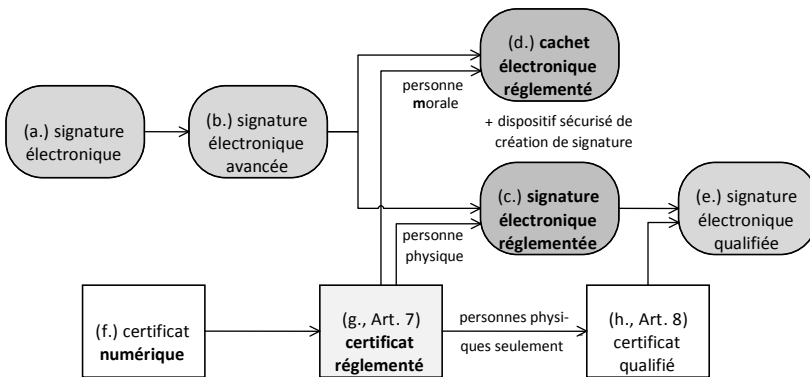 (d.) cachet
électronique
réglementé
personne
morale
+ dispositif sécurisé de
création de signature
(a.) signature
électronique
(b.) signature
électronique
avancée
(c.) signature
électronique
réglementée
(e.) signature
électronique
qualifiée
personne
physique
(f.) certificat
numérique
(g., Art. 7)
certificat
réglementé
personnes physi-
ques seulement
(h., Art. 8)
certificat
qualifié